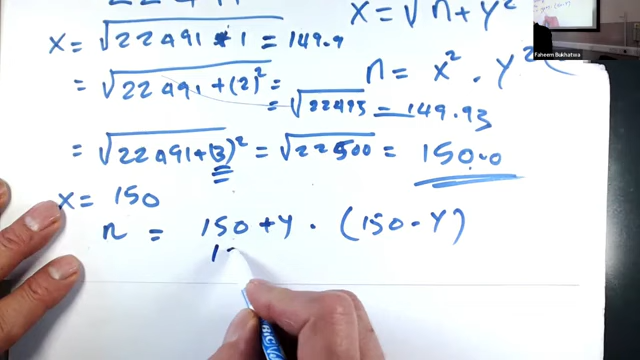 x = √n + y²
x = √22491 + 1 = 149.9
n = x² · y²
= √22491 + (2)² =
= √22495 = 149.93
= √22491 + (3)² = √22500 = 150.0
x = 150
n = 150 + y · (150 - y)
Faheem Bukhatwa